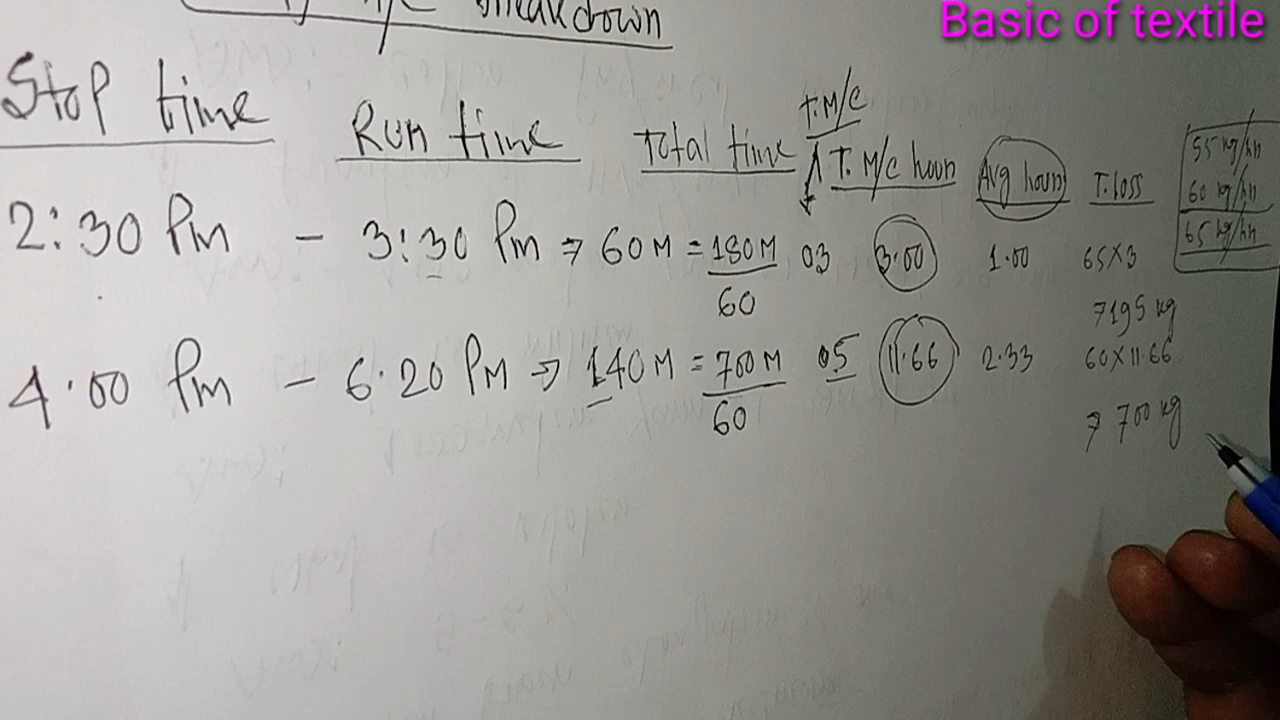 Basic of textile
m/c breakdown
Stop time Run time Total time T.M/C T. M/C hour Avg hour T.loss
55 kg/hr
60 kg/hr
65 kg/hr
2:30 Pm - 3:30 Pm ⇒ 60 M = 180 M 03 3.00 1.00 65×3
60
⇒195 kg
4.00 Pm - 6.20 PM ⇒ 140 M = 700 M 05 11.66 2.33 60×11.66
60
⇒ 700 kg